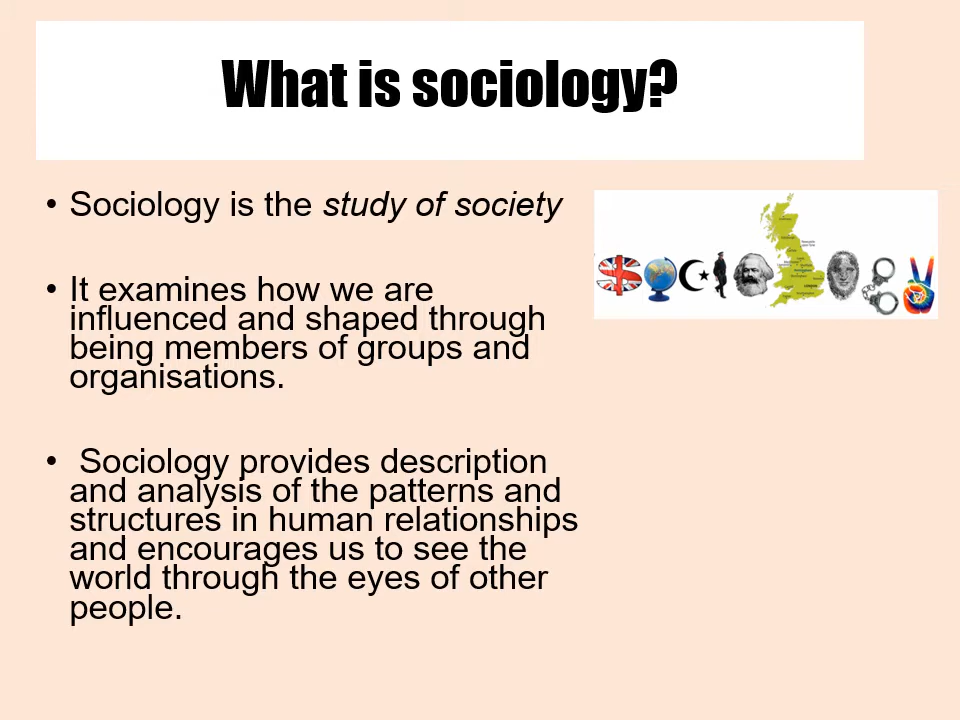 What is sociology?
• Sociology is the study of society
• It examines how we are
influenced and shaped through
being members of groups and
organisations.
• Sociology provides description
and analysis of the patterns and
structures in human relationships
and encourages us to see the
world through the eyes of other
people.